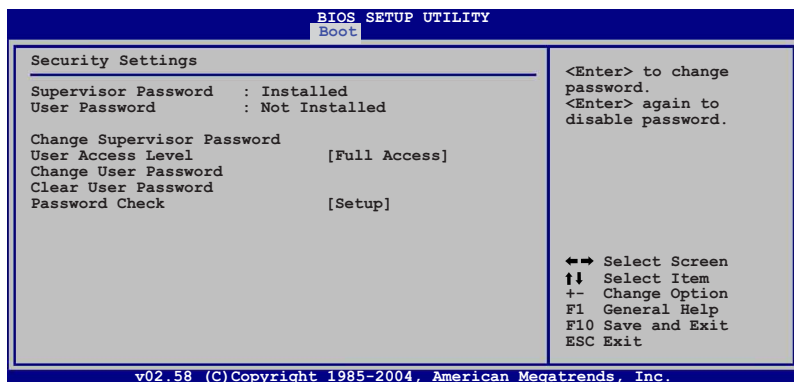 BIOS SETUP UTILITY
Boot
Security Settings
Supervisor Password : Installed
User Password : Not Installed
Change Supervisor Password
User Access Level [Full Access]
Change User Password
Clear User Password
Password Check [Setup]
<Enter> to change
password.
<Enter> again to
disable password.
←→ Select Screen
↑↓ Select Item
+- Change Option
F1 General Help
F10 Save and Exit
ESC Exit
v02.58 (C)Copyright 1985-2004, American Megatrends, Inc.